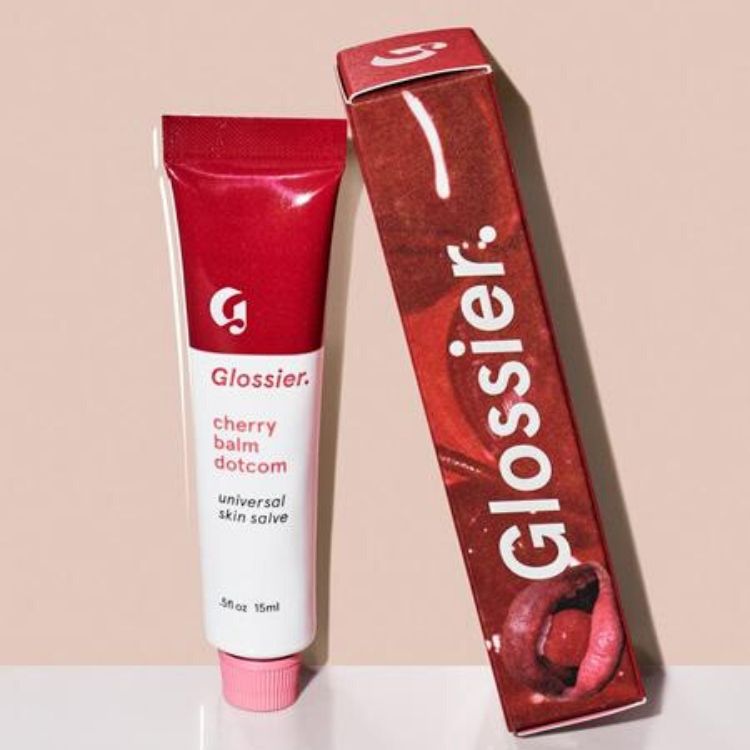 G
Glossier.
cherry
balm
dotcom
universal
skin salve
.5fl oz 15ml
G
Glossier.